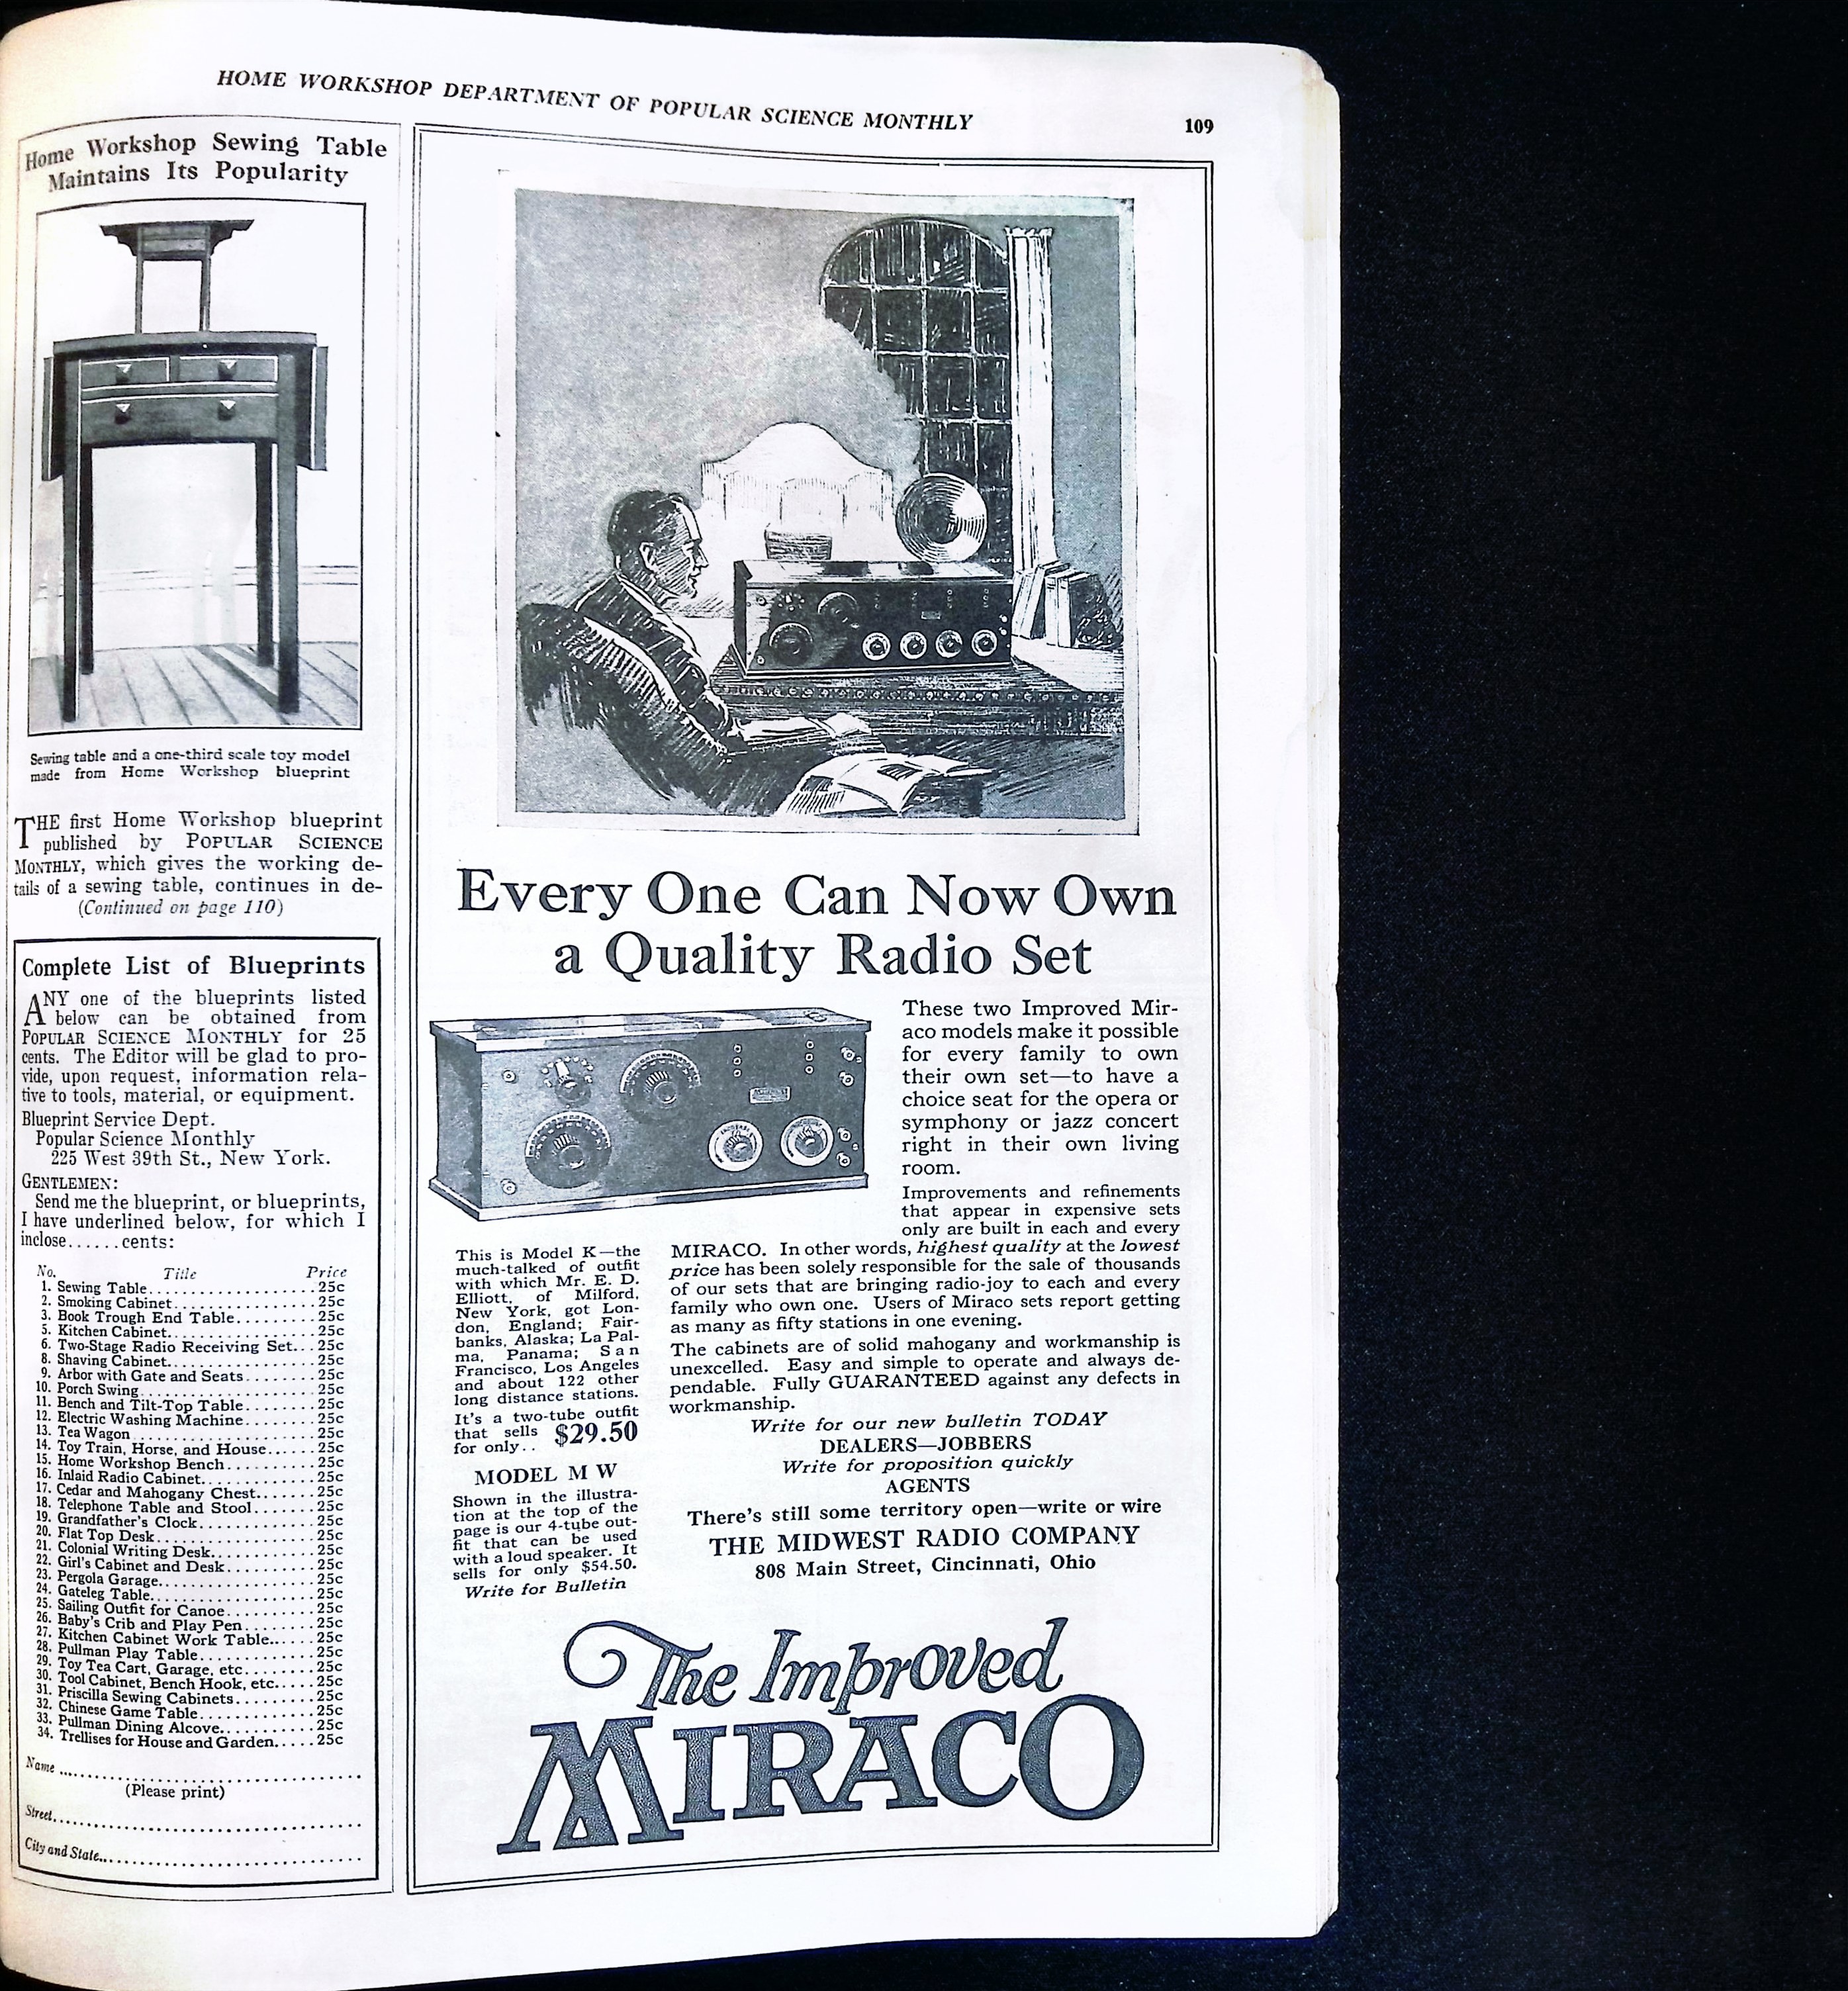 HOME WORKSHOP DEPARTMENT OF POPULAR SCIENCE MONTHLY
109
Home Workshop Sewing Table
Maintains Its Popularity
Sewing table and a one-third scale toy model
made from Home Workshop blueprint
THE first Home Workshop blueprint
published by POPULAR SCIENCE
MONTHLY, which gives the working de-
tails of a sewing table, continues in de-
(Continued on page 110)
Complete List of Blueprints
ANY one of the blueprints listed
below can be obtained from
POPULAR SCIENCE MONTHLY for 25
cents. The Editor will be glad to pro-
vide, upon request, information rela-
tive to tools, material, or equipment.
Blueprint Service Dept.
Popular Science Monthly
225 West 39th St., New York.
GENTLEMEN:
Send me the blueprint, or blueprints,
I have underlined below, for which I
inclose......cents:
No. Title Price
1. Sewing Table....................25c
2. Smoking Cabinet................25c
3. Book Trough End Table.........25c
5. Kitchen Cabinet.................25c
6. Two-Stage Radio Receiving Set...25c
8. Shaving Cabinet.................25c
9. Arbor with Gate and Seats........25c
10. Porch Swing....................25c
11. Bench and Tilt-Top Table........25c
12. Electric Washing Machine........25c
13. Tea Wagon.....................25c
14. Toy Train, Horse, and House......25c
15. Home Workshop Bench..........25c
16. Inlaid Radio Cabinet.............25c
17. Cedar and Mahogany Chest.......25c
18. Telephone Table and Stool.......25c
19. Grandfather's Clock.............25c
20. Flat Top Desk..................25c
21. Colonial Writing Desk............25c
22. Girl's Cabinet and Desk..........25c
23. Pergola Garage..................25c
24. Gateleg Table...................25c
25. Sailing Outfit for Canoe..........25c
26. Baby's Crib and Play Pen........25c
27. Kitchen Cabinet Work Table......25c
28. Pullman Play Table..............25c
29. Toy Tea Cart, Garage, etc........25c
30. Tool Cabinet, Bench Hook, etc.....25c
31. Priscilla Sewing Cabinets.........25c
32. Chinese Game Table.............25c
33. Pullman Dining Alcove...........25c
34. Trellises for House and Garden.....25c
Name ........................................
(Please print)
Street........................................
City and State................................
Every One Can Now Own
a Quality Radio Set
These two Improved Mir-
aco models make it possible
for every family to own
their own set—to have a
choice seat for the opera or
symphony or jazz concert
right in their own living
room.
Improvements and refinements
that appear in expensive sets
only are built in each and every
MIRACO. In other words, highest quality at the lowest
price has been solely responsible for the sale of thousands
of our sets that are bringing radio-joy to each and every
family who own one. Users of Miraco sets report getting
as many as fifty stations in one evening.
The cabinets are of solid mahogany and workmanship is
unexcelled. Easy and simple to operate and always de-
pendable. Fully GUARANTEED against any defects in
workmanship.
Write for our new bulletin TODAY
DEALERS—JOBBERS
Write for proposition quickly
AGENTS
There's still some territory open—write or wire
THE MIDWEST RADIO COMPANY
808 Main Street, Cincinnati, Ohio
This is Model K—the
much-talked of outfit
with which Mr. E. D.
Elliott, of Milford,
New York, got Lon-
don, England; Fair-
banks, Alaska; La Pal-
ma, Panama; San
Francisco, Los Angeles
and about 122 other
long distance stations.
It's a two-tube outfit
that sells
for only.. $29.50
MODEL M W
Shown in the illustra-
tion at the top of the
page is our 4-tube out-
fit that can be used
with a loud speaker. It
sells for only $54.50.
Write for Bulletin
The Improved
MIRACO